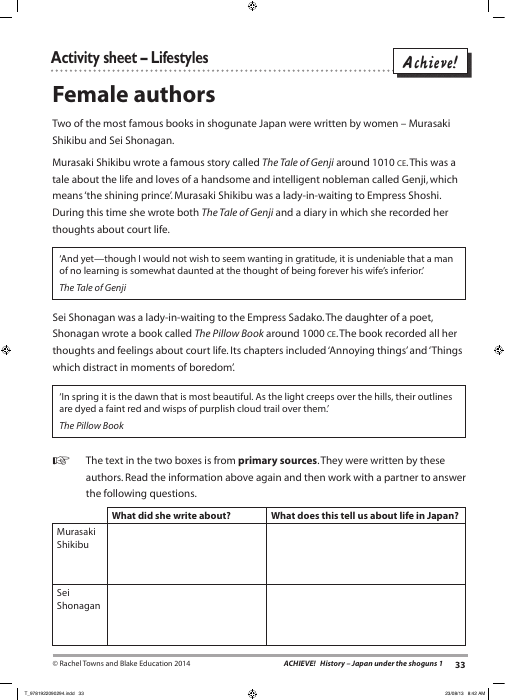 Activity sheet – Lifestyles
Achieve!
Female authors
Two of the most famous books in shogunate Japan were written by women – Murasaki
Shikibu and Sei Shonagan.
Murasaki Shikibu wrote a famous story called The Tale of Genji around 1010 CE. This was a
tale about the life and loves of a handsome and intelligent nobleman called Genji, which
means 'the shining prince'. Murasaki Shikibu was a lady-in-waiting to Empress Shoshi.
During this time she wrote both The Tale of Genji and a diary in which she recorded her
thoughts about court life.
'And yet—though I would not wish to seem wanting in gratitude, it is undeniable that a man
of no learning is somewhat daunted at the thought of being forever his wife's inferior.'
The Tale of Genji
Sei Shonagan was a lady-in-waiting to the Empress Sadako. The daughter of a poet,
Shonagan wrote a book called The Pillow Book around 1000 CE. The book recorded all her
thoughts and feelings about court life. Its chapters included 'Annoying things' and 'Things
which distract in moments of boredom'.
'In spring it is the dawn that is most beautiful. As the light creeps over the hills, their outlines
are dyed a faint red and wisps of purplish cloud trail over them.'
The Pillow Book
The text in the two boxes is from primary sources. They were written by these
authors. Read the information above again and then work with a partner to answer
the following questions.
What did she write about? What does this tell us about life in Japan?
Murasaki
Shikibu
Sei
Shonagan
© Rachel Towns and Blake Education 2014
ACHIEVE! History – Japan under the shoguns 1 33
T_9781922090294.indd 33
23/08/13 8:42 AM